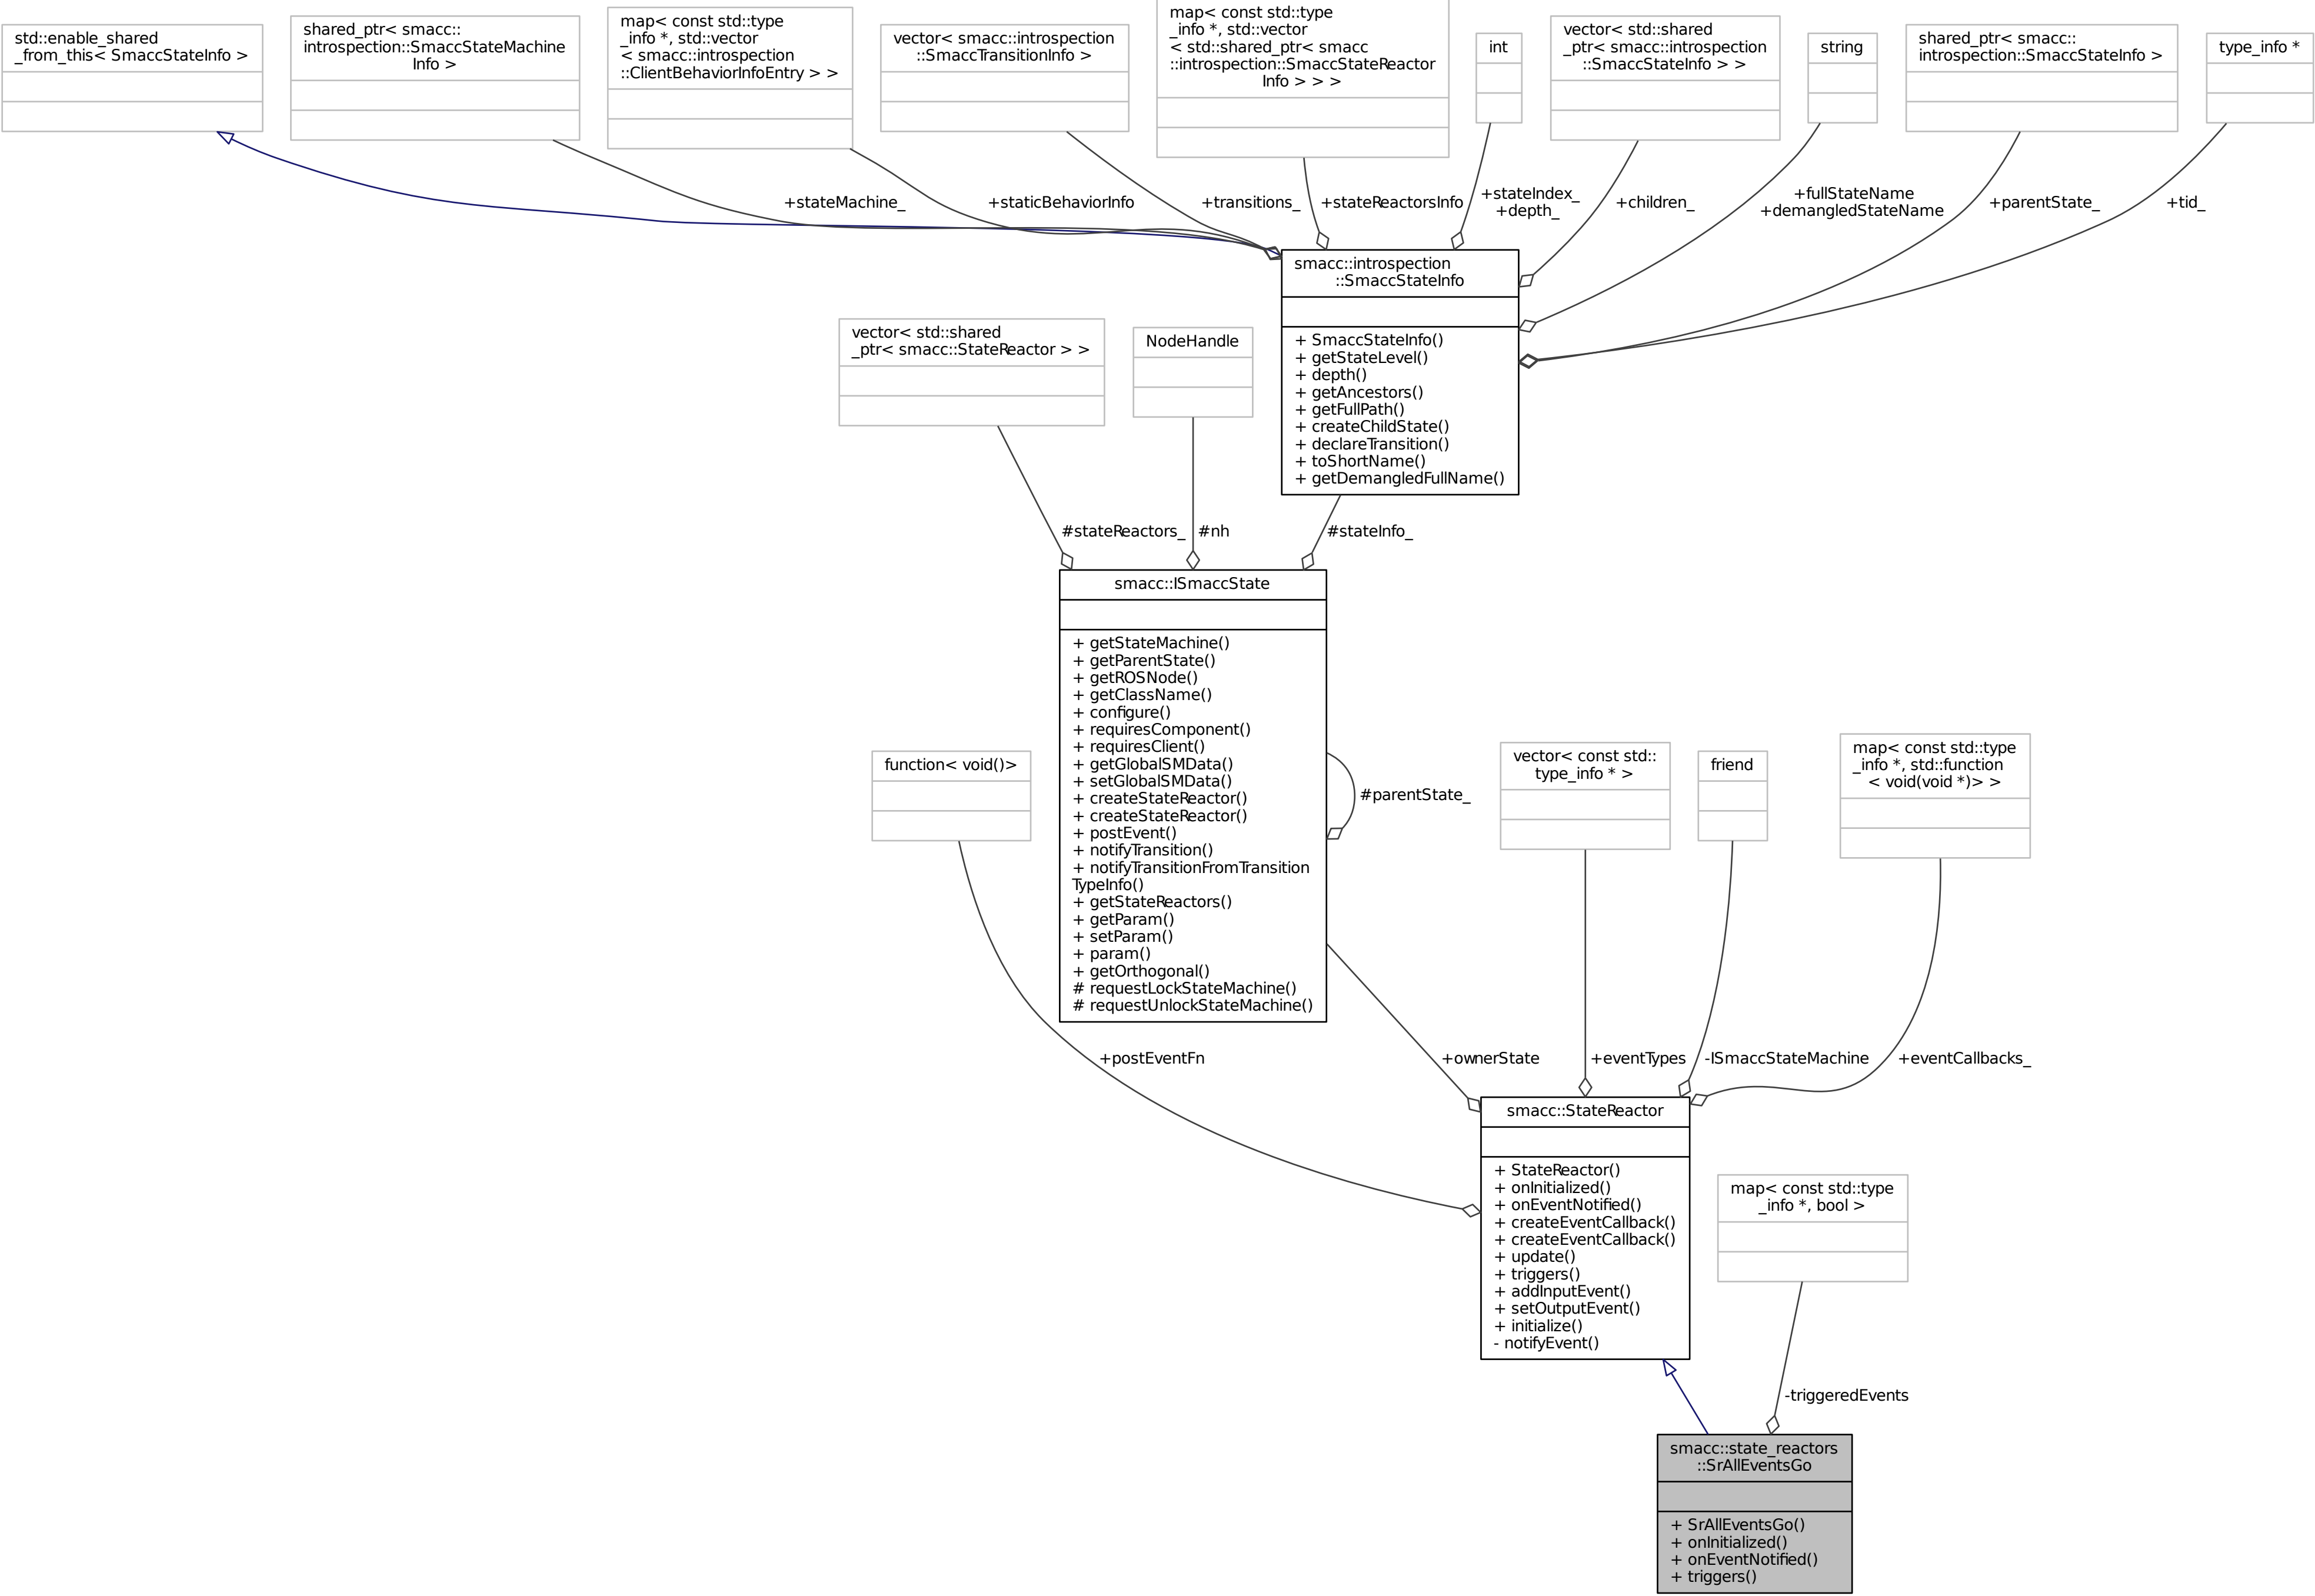 std::enable_shared
_from_this< SmaccStateInfo >
shared_ptr< smacc::
introspection::SmaccStateMachine
Info >
map< const std::type
_info *, std::vector
< smacc::introspection
::ClientBehaviorInfoEntry > >
vector< smacc::introspection
::SmaccTransitionInfo >
map< const std::type
_info *, std::vector
< std::shared_ptr< smacc
::introspection::SmaccStateReactor
Info > > >
int
vector< std::shared
_ptr< smacc::introspection
::SmaccStateInfo > >
string
shared_ptr< smacc::
introspection::SmaccStateInfo >
type_info *
+stateMachine_
+staticBehaviorInfo
+transitions_
+stateReactorsInfo
+stateIndex_
+depth_
+children_
+fullStateName
+demangledStateName
+parentState_
+tid_
smacc::introspection
::SmaccStateInfo
+ SmaccStateInfo()
+ getStateLevel()
+ depth()
+ getAncestors()
+ getFullPath()
+ createChildState()
+ declareTransition()
+ toShortName()
+ getDemangledFullName()
vector< std::shared
_ptr< smacc::StateReactor > >
NodeHandle
#stateReactors_
#nh
#stateInfo_
smacc::ISmaccState
+ getStateMachine()
+ getParentState()
+ getROSNode()
+ getClassName()
+ configure()
+ requiresComponent()
+ requiresClient()
+ getGlobalSMData()
+ setGlobalSMData()
+ createStateReactor()
+ createStateReactor()
+ postEvent()
+ notifyTransition()
+ notifyTransitionFromTransition
TypeInfo()
+ getStateReactors()
+ getParam()
+ setParam()
+ param()
+ getOrthogonal()
# requestLockStateMachine()
# requestUnlockStateMachine()
#parentState_
function< void()>
vector< const std::
type_info * >
friend
map< const std::type
_info *, std::function
< void(void *)> >
+postEventFn
+ownerState
+eventTypes
-ISmaccStateMachine
+eventCallbacks_
smacc::StateReactor
+ StateReactor()
+ onInitialized()
+ onEventNotified()
+ createEventCallback()
+ createEventCallback()
+ update()
+ triggers()
+ addInputEvent()
+ setOutputEvent()
+ initialize()
- notifyEvent()
map< const std::type
_info *, bool >
-triggeredEvents
smacc::state_reactors
::SrAllEventsGo
+ SrAllEventsGo()
+ onInitialized()
+ onEventNotified()
+ triggers()